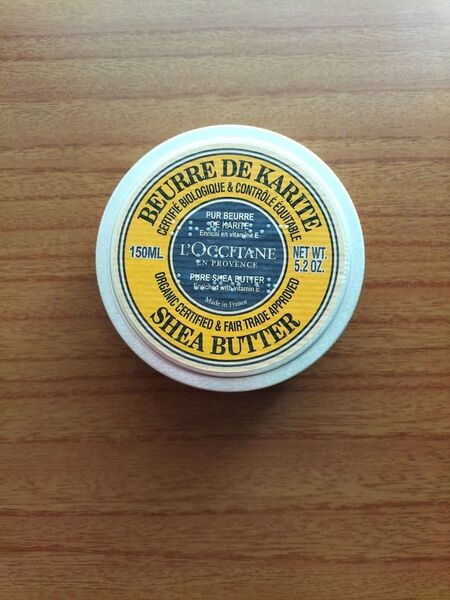 BEURRE DE KARITE
CERTIFIÉ BIOLOGIQUE & CONTRÔLÉ ÉQUITABLE
PUR BEURRE
DE KARITE
Enrichi en vitamine E
150ML
L'OCCITANE
EN PROVENCE
NET WT.
5.2 OZ.
PURE SHEA BUTTER
Enriched with vitamin E
Made in France
ORGANIC CERTIFIED & FAIR TRADE APPROVED
SHEA BUTTER